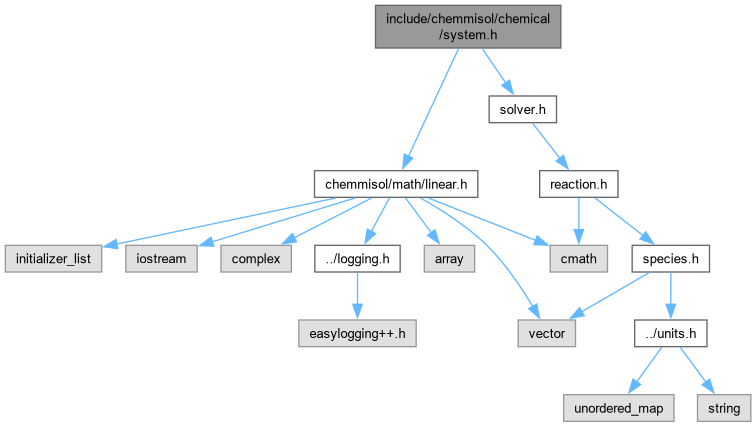 include/chemmisol/chemical
/system.h
solver.h
chemmisol/math/linear.h
reaction.h
initializer_list
iostream
complex
../logging.h
array
cmath
species.h
easylogging++.h
vector
../units.h
unordered_map
string